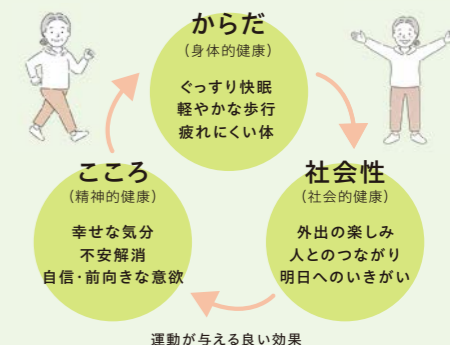 からだ
(身体的健康)
ぐっすり快眠
軽やかな歩行
疲れにくい体
こころ
(精神的健康)
幸せな気分
不安解消
自信・前向きな意欲
社会性
(社会的健康)
外出の楽しみ
人とのつながり
明日へのいきがい
運動が与える良い効果